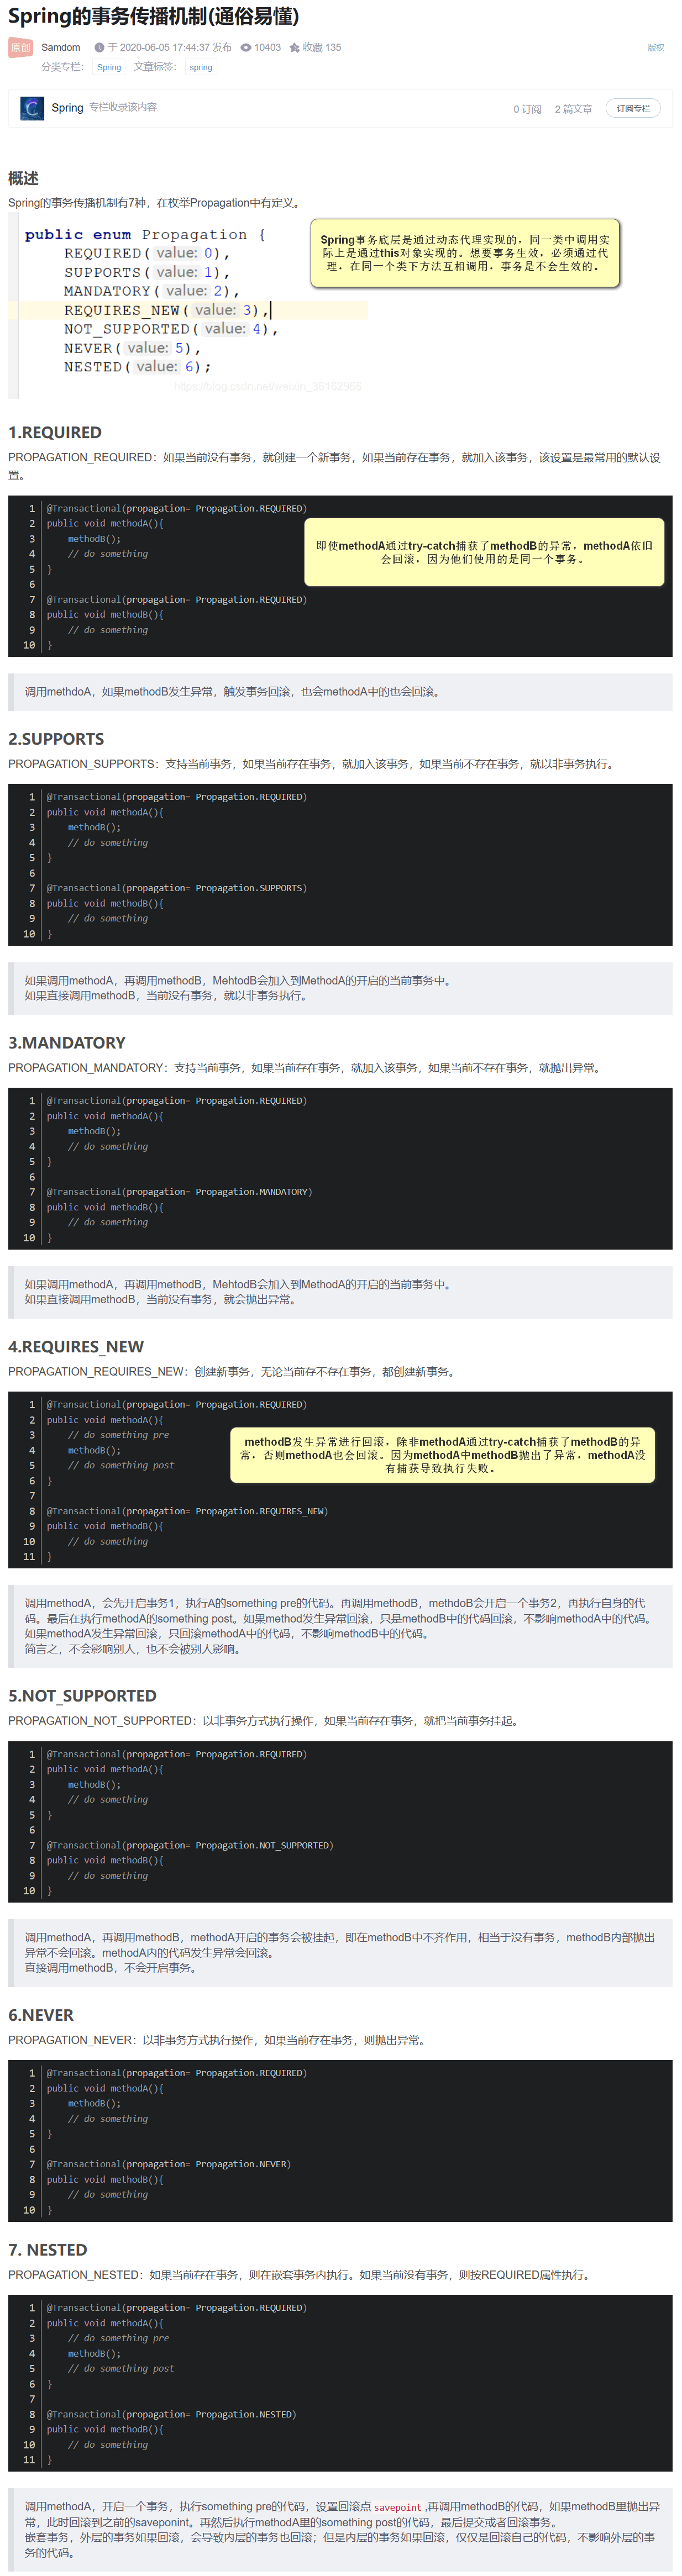 Spring的事务传播机制(通俗易懂)
原创 Samdom 于 2020-06-05 17:44:37 发布 10403 收藏 135 版权
分类专栏： Spring 文章标签： spring
Spring 专栏收录该内容 0 订阅 2 篇文章 订阅专栏
概述
Spring的事务传播机制有7种，在枚举Propagation中有定义。
public enum Propagation {
REQUIRED( value: 0),
SUPPORTS( value: 1),
MANDATORY( value: 2),
REQUIRES_NEW( value: 3),
NOT_SUPPORTED( value: 4),
NEVER( value: 5),
NESTED( value: 6);
Spring事务底层是通过动态代理实现的，同一类中调用实
际上是通过this对象实现的。想要事务生效，必须通过代
理，在同一个类下方法互相调用，事务是不会生效的。
1.REQUIRED
PROPAGATION_REQUIRED：如果当前没有事务，就创建一个新事务，如果当前存在事务，就加入该事务，该设置是最常用的默认设
置。
1 @Transactional(propagation= Propagation.REQUIRED)
2 public void methodA(){
3 methodB();
4 // do something
5 }
6
7 @Transactional(propagation= Propagation.REQUIRED)
8 public void methodB(){
9 // do something
10 }
即使methodA通过try-catch捕获了methodB的异常，methodA依旧
会回滚，因为他们使用的是同一个事务。
调用methdoA，如果methodB发生异常，触发事务回滚，也会methodA中的也会回滚。
2.SUPPORTS
PROPAGATION_SUPPORTS：支持当前事务，如果当前存在事务，就加入该事务，如果当前不存在事务，就以非事务执行。
1 @Transactional(propagation= Propagation.REQUIRED)
2 public void methodA(){
3 methodB();
4 // do something
5 }
6
7 @Transactional(propagation= Propagation.SUPPORTS)
8 public void methodB(){
9 // do something
10 }
如果调用methodA，再调用methodB，MehtodB会加入到MethodA的开启的当前事务中。
如果直接调用methodB，当前没有事务，就以非事务执行。
3.MANDATORY
PROPAGATION_MANDATORY：支持当前事务，如果当前存在事务，就加入该事务，如果当前不存在事务，就抛出异常。
1 @Transactional(propagation= Propagation.REQUIRED)
2 public void methodA(){
3 methodB();
4 // do something
5 }
6
7 @Transactional(propagation= Propagation.MANDATORY)
8 public void methodB(){
9 // do something
10 }
如果调用methodA，再调用methodB，MehtodB会加入到MethodA的开启的当前事务中。
如果直接调用methodB，当前没有事务，就会抛出异常。
4.REQUIRES_NEW
PROPAGATION_REQUIRES_NEW：创建新事务，无论当前存不存在事务，都创建新事务。
1 @Transactional(propagation= Propagation.REQUIRED)
2 public void methodA(){
3 // do something pre
4 methodB();
5 // do something post
6 }
7
8 @Transactional(propagation= Propagation.REQUIRES_NEW)
9 public void methodB(){
10 // do something
11 }
methodB发生异常进行回滚，除非methodA通过try-catch捕获了methodB的异
常，否则methodA也会回滚。因为methodA中methodB抛出了异常，methodA没
有捕获导致执行失败。
调用methodA，会先开启事务1，执行A的something pre的代码。再调用methodB，methdoB会开启一个事务2，再执行自身的代
码。最后在执行methodA的something post。如果method发生异常回滚，只是methodB中的代码回滚，不影响methodA中的代码。
如果methodA发生异常回滚，只回滚methodA中的代码，不影响methodB中的代码。
简言之，不会影响别人，也不会被别人影响。
5.NOT_SUPPORTED
PROPAGATION_NOT_SUPPORTED：以非事务方式执行操作，如果当前存在事务，就把当前事务挂起。
1 @Transactional(propagation= Propagation.REQUIRED)
2 public void methodA(){
3 methodB();
4 // do something
5 }
6
7 @Transactional(propagation= Propagation.NOT_SUPPORTED)
8 public void methodB(){
9 // do something
10 }
调用methodA，再调用methodB，methodA开启的事务会被挂起，即在methodB中不齐作用，相当于没有事务，methodB内部抛出
异常不会回滚。methodA内的代码发生异常会回滚。
直接调用methodB，不会开启事务。
6.NEVER
PROPAGATION_NEVER：以非事务方式执行操作，如果当前存在事务，则抛出异常。
1 @Transactional(propagation= Propagation.REQUIRED)
2 public void methodA(){
3 methodB();
4 // do something
5 }
6
7 @Transactional(propagation= Propagation.NEVER)
8 public void methodB(){
9 // do something
10 }
7. NESTED
PROPAGATION_NESTED：如果当前存在事务，则在嵌套事务内执行。如果当前没有事务，则按REQUIRED属性执行。
1 @Transactional(propagation= Propagation.REQUIRED)
2 public void methodA(){
3 // do something pre
4 methodB();
5 // do something post
6 }
7
8 @Transactional(propagation= Propagation.NESTED)
9 public void methodB(){
10 // do something
11 }
调用methodA，开启一个事务，执行something pre的代码，设置回滚点 savepoint ,再调用methodB的代码，如果methodB里抛出异
常，此时回滚到之前的saveponint。再然后执行methodA里的something post的代码，最后提交或者回滚事务。
嵌套事务，外层的事务如果回滚，会导致内层的事务也回滚；但是内层的事务如果回滚，仅仅是回滚自己的代码，不影响外层的事
务的代码。